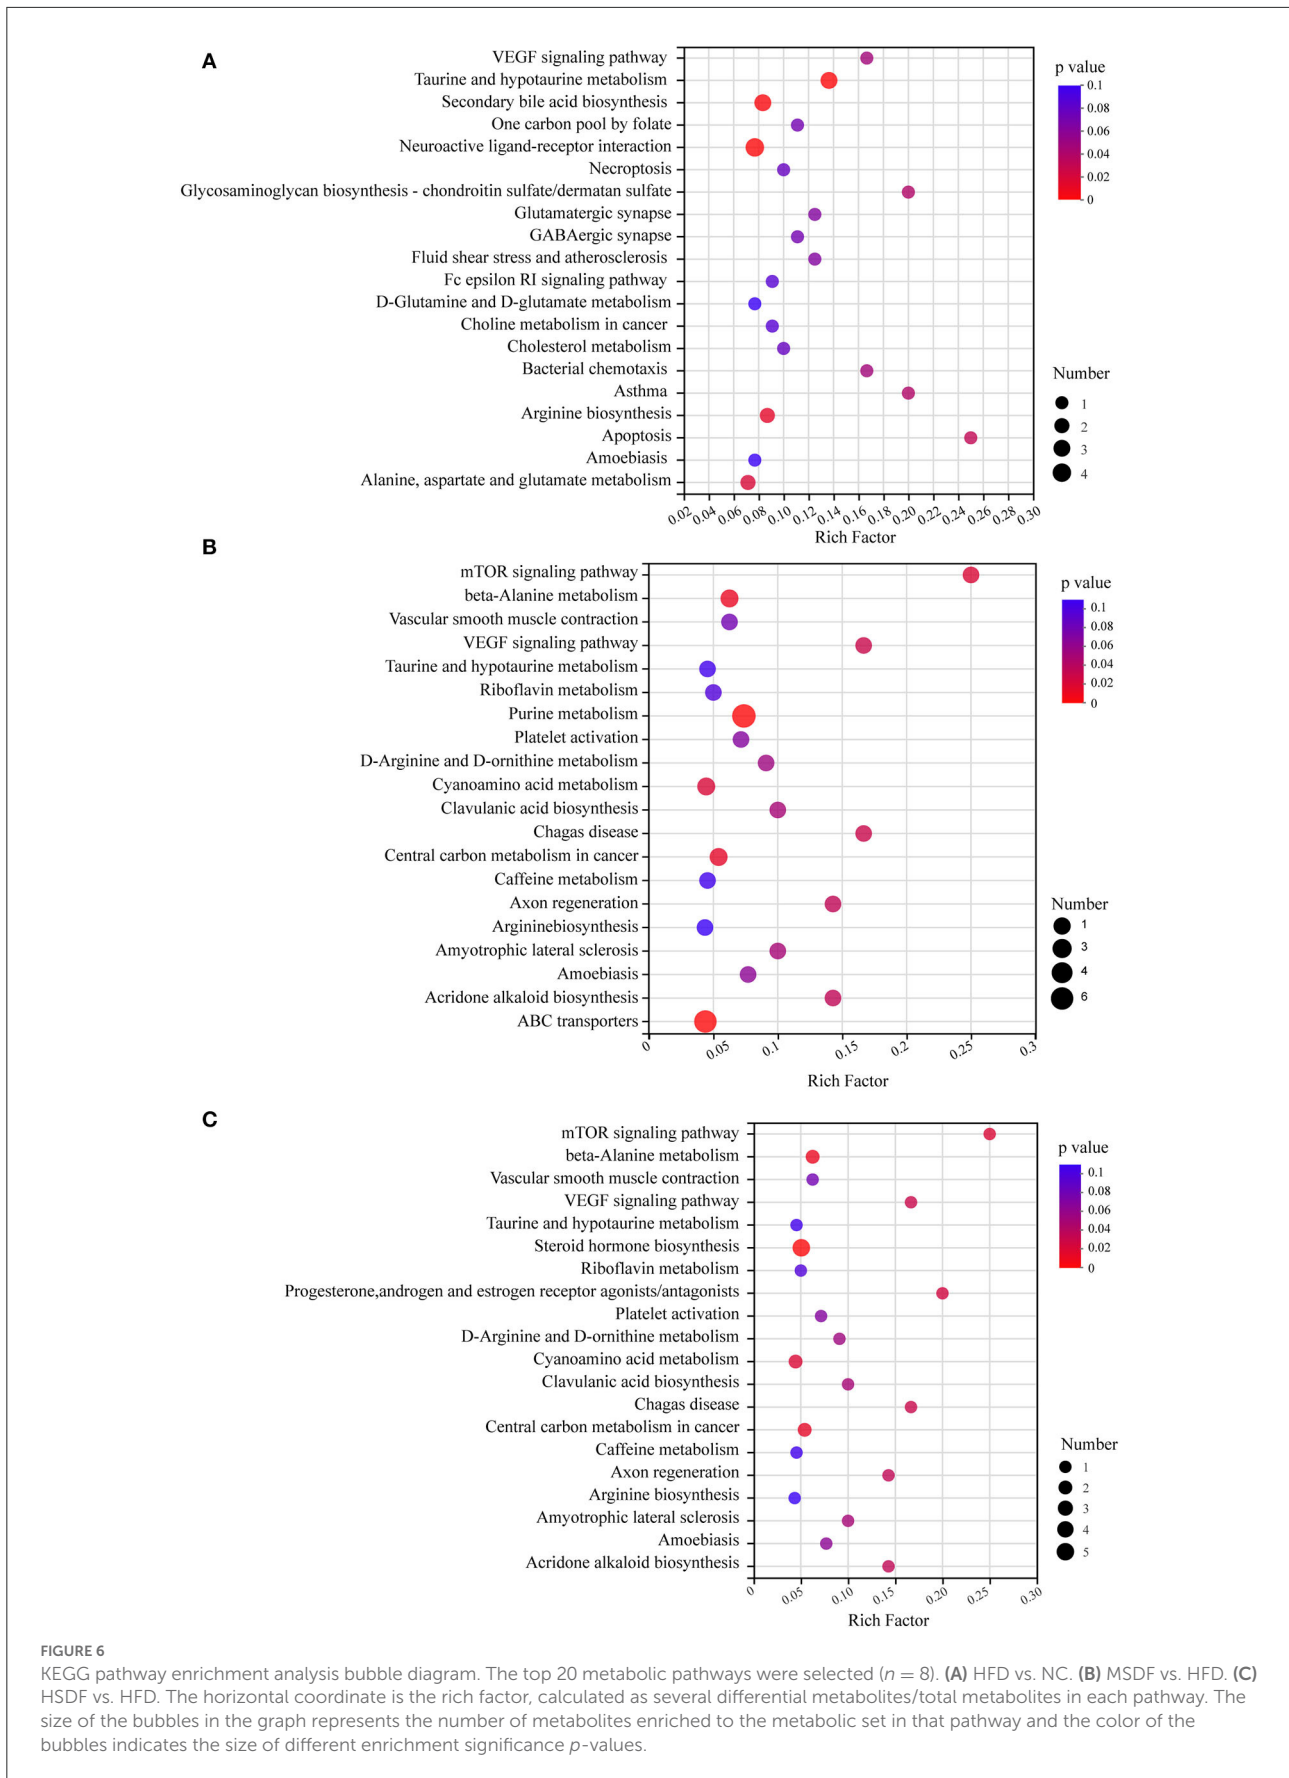 A
VEGF signaling pathway
Taurine and hypotaurine metabolism
Secondary bile acid biosynthesis
One carbon pool by folate
Neuroactive ligand-receptor interaction
Necroptosis
Glycosaminoglycan biosynthesis - chondroitin sulfate/dermatan sulfate
Glutamatergic synapse
GABAergic synapse
Fluid shear stress and atherosclerosis
Fc epsilon RI signaling pathway
D-Glutamine and D-glutamate metabolism
Choline metabolism in cancer
Cholesterol metabolism
Bacterial chemotaxis
Asthma
Arginine biosynthesis
Apoptosis
Amoebiasis
Alanine, aspartate and glutamate metabolism
0.02 0.04 0.06 0.08 0.10 0.12 0.14 0.16 0.18 0.20 0.22 0.24 0.26 0.28 0.30
Rich Factor
p value
0.1
0.08
0.06
0.04
0.02
0
Number
1
2
3
4
B
mTOR signaling pathway
beta-Alanine metabolism
Vascular smooth muscle contraction
VEGF signaling pathway
Taurine and hypotaurine metabolism
Riboflavin metabolism
Purine metabolism
Platelet activation
D-Arginine and D-ornithine metabolism
Cyanoamino acid metabolism
Clavulanic acid biosynthesis
Chagas disease
Central carbon metabolism in cancer
Caffeine metabolism
Axon regeneration
Argininebiosynthesis
Amyotrophic lateral sclerosis
Amoebiasis
Acridone alkaloid biosynthesis
ABC transporters
0 0.05 0.1 0.15 0.2 0.25 0.3
Rich Factor
p value
0.1
0.08
0.06
0.04
0.02
0
Number
1
3
4
6
C
mTOR signaling pathway
beta-Alanine metabolism
Vascular smooth muscle contraction
VEGF signaling pathway
Taurine and hypotaurine metabolism
Steroid hormone biosynthesis
Riboflavin metabolism
Progesterone,androgen and estrogen receptor agonists/antagonists
Platelet activation
D-Arginine and D-ornithine metabolism
Cyanoamino acid metabolism
Clavulanic acid biosynthesis
Chagas disease
Central carbon metabolism in cancer
Caffeine metabolism
Axon regeneration
Arginine biosynthesis
Amyotrophic lateral sclerosis
Amoebiasis
Acridone alkaloid biosynthesis
0 0.05 0.10 0.15 0.20 0.25 0.30
Rich Factor
p value
0.1
0.08
0.06
0.04
0.02
0
Number
1
2
3
4
5
FIGURE 6
KEGG pathway enrichment analysis bubble diagram. The top 20 metabolic pathways were selected (n = 8). (A) HFD vs. NC. (B) MSDF vs. HFD. (C)
HSDF vs. HFD. The horizontal coordinate is the rich factor, calculated as several differential metabolites/total metabolites in each pathway. The
size of the bubbles in the graph represents the number of metabolites enriched to the metabolic set in that pathway and the color of the
bubbles indicates the size of different enrichment significance p-values.